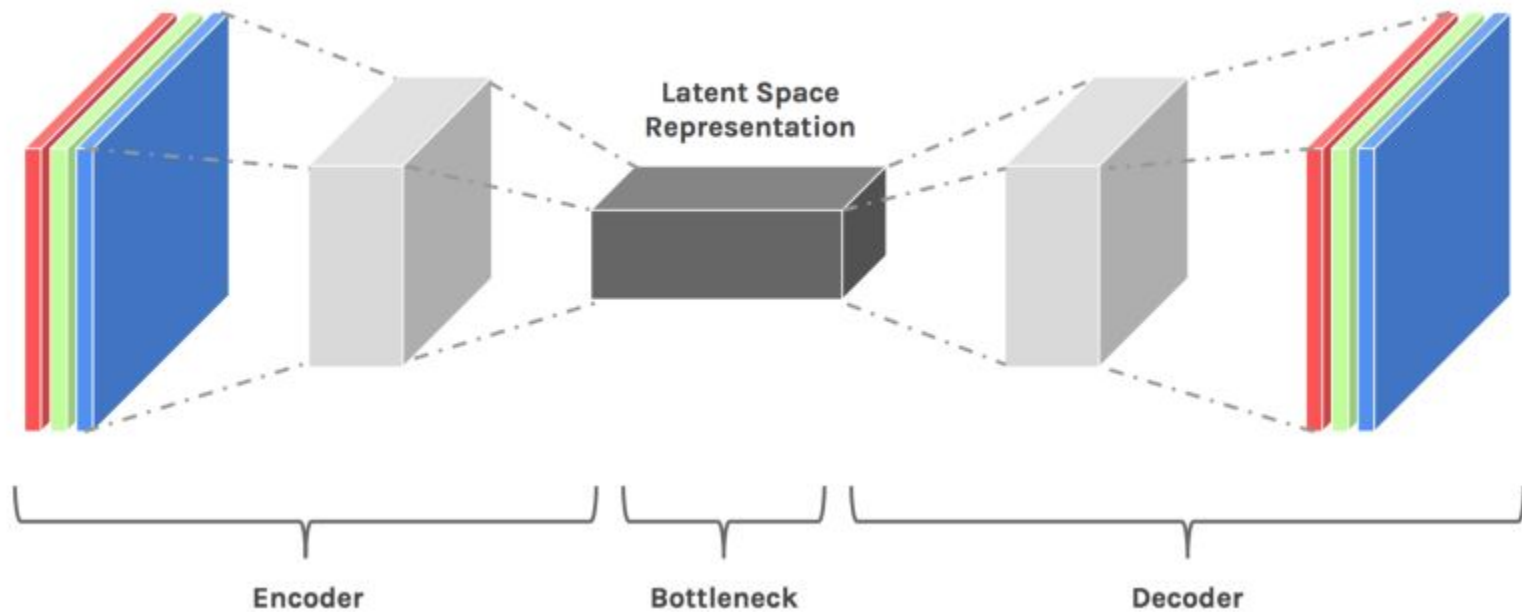 Latent Space
Representation
Encoder
Bottleneck
Decoder